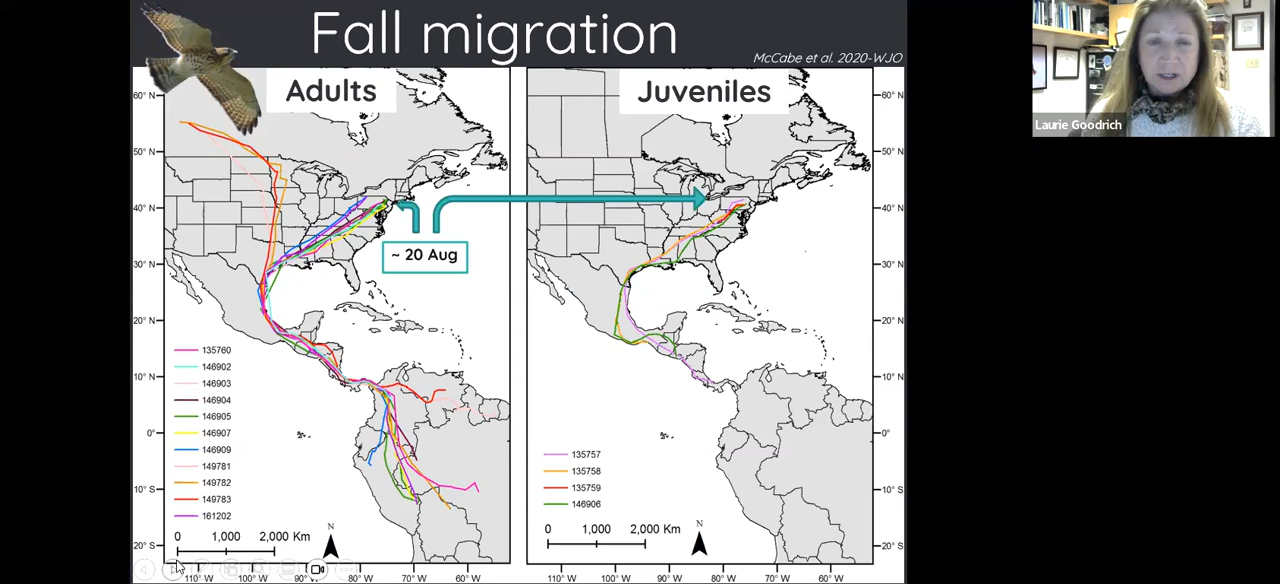 Fall migration
McCabe et al. 2020-WJO
Laurie Goodrich
Adults
Juveniles
60° N
50° N
40° N
30° N
20° N
10° N
0°
10° S
20° S
60° N
50° N
40° N
30° N
20° N
10° N
0°
10° S
20° S
~ 20 Aug
135760
146902
146903
146904
146905
146907
146909
149781
149782
149783
161202
135757
135758
135759
146906
0 1,000 2,000 Km
N
0 1,000 2,000 Km
N
110° W 100° W 80° W 70° W 60° W
110° W 100° W 90° W 80° W 70° W 60° W